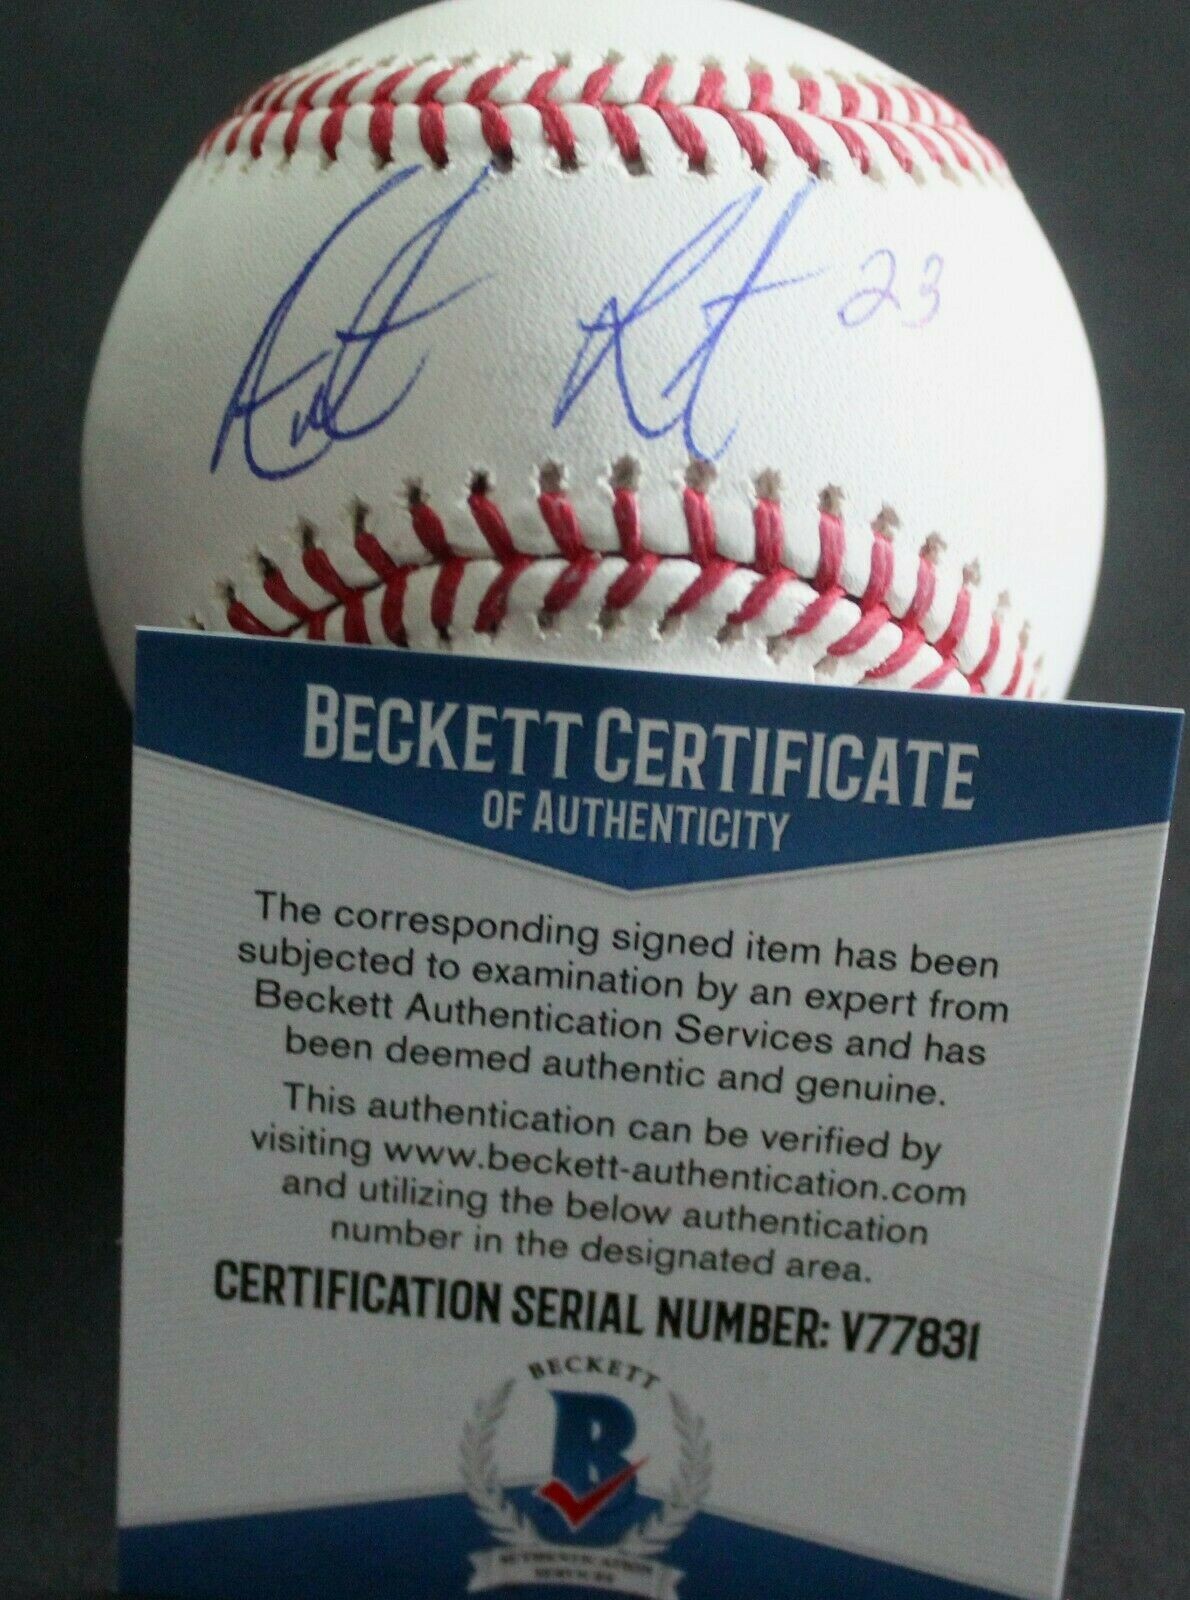 23
BECKETT CERTIFICATE
OF AUTHENTICITY
The corresponding signed item has been
subjected to examination by an expert from
Beckett Authentication Services and has
been deemed authentic and genuine.
This authentication can be verified by
visiting www.beckett-authentication.com
and utilizing the below authentication
number in the designated area.
CERTIFICATION SERIAL NUMBER: V77831
BECKETT
B
AUTHENTICATION
SERVICES